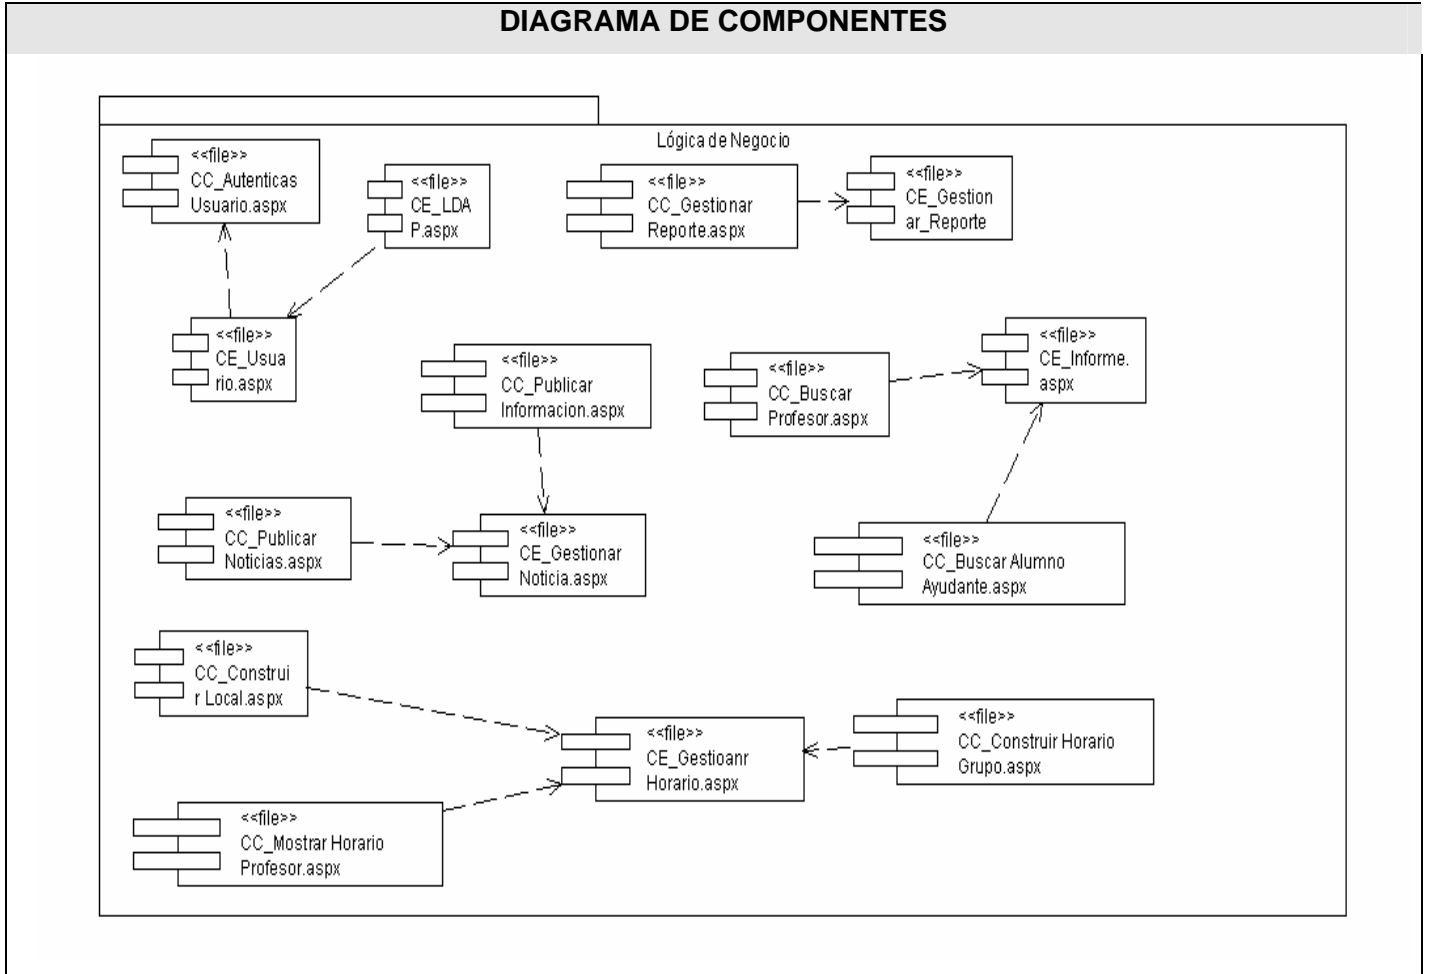 DIAGRAMA DE COMPONENTES
Lógica de Negocio
<<file>>
CC_Autenticas
Usuario.aspx
<<file>>
CE_LDA
P.aspx
<<file>>
CC_Gestionar
Reporte.aspx
<<file>>
CE_Gestion
ar_Reporte
<<file>>
CE_Usua
rio.aspx
<<file>>
CC_Publicar
Informacion.aspx
<<file>>
CC_Buscar
Profesor.aspx
<<file>>
CE_Informe.
aspx
<<file>>
CC_Publicar
Noticias.aspx
<<file>>
CE_Gestionar
Noticia.aspx
<<file>>
CC_Buscar Alumno
Ayudante.aspx
<<file>>
CC_Construi
r Local.aspx
<<file>>
CE_Gestioanr
Horario.aspx
<<file>>
CC_Construir Horario
Grupo.aspx
<<file>>
CC_Mostrar Horario
Profesor.aspx